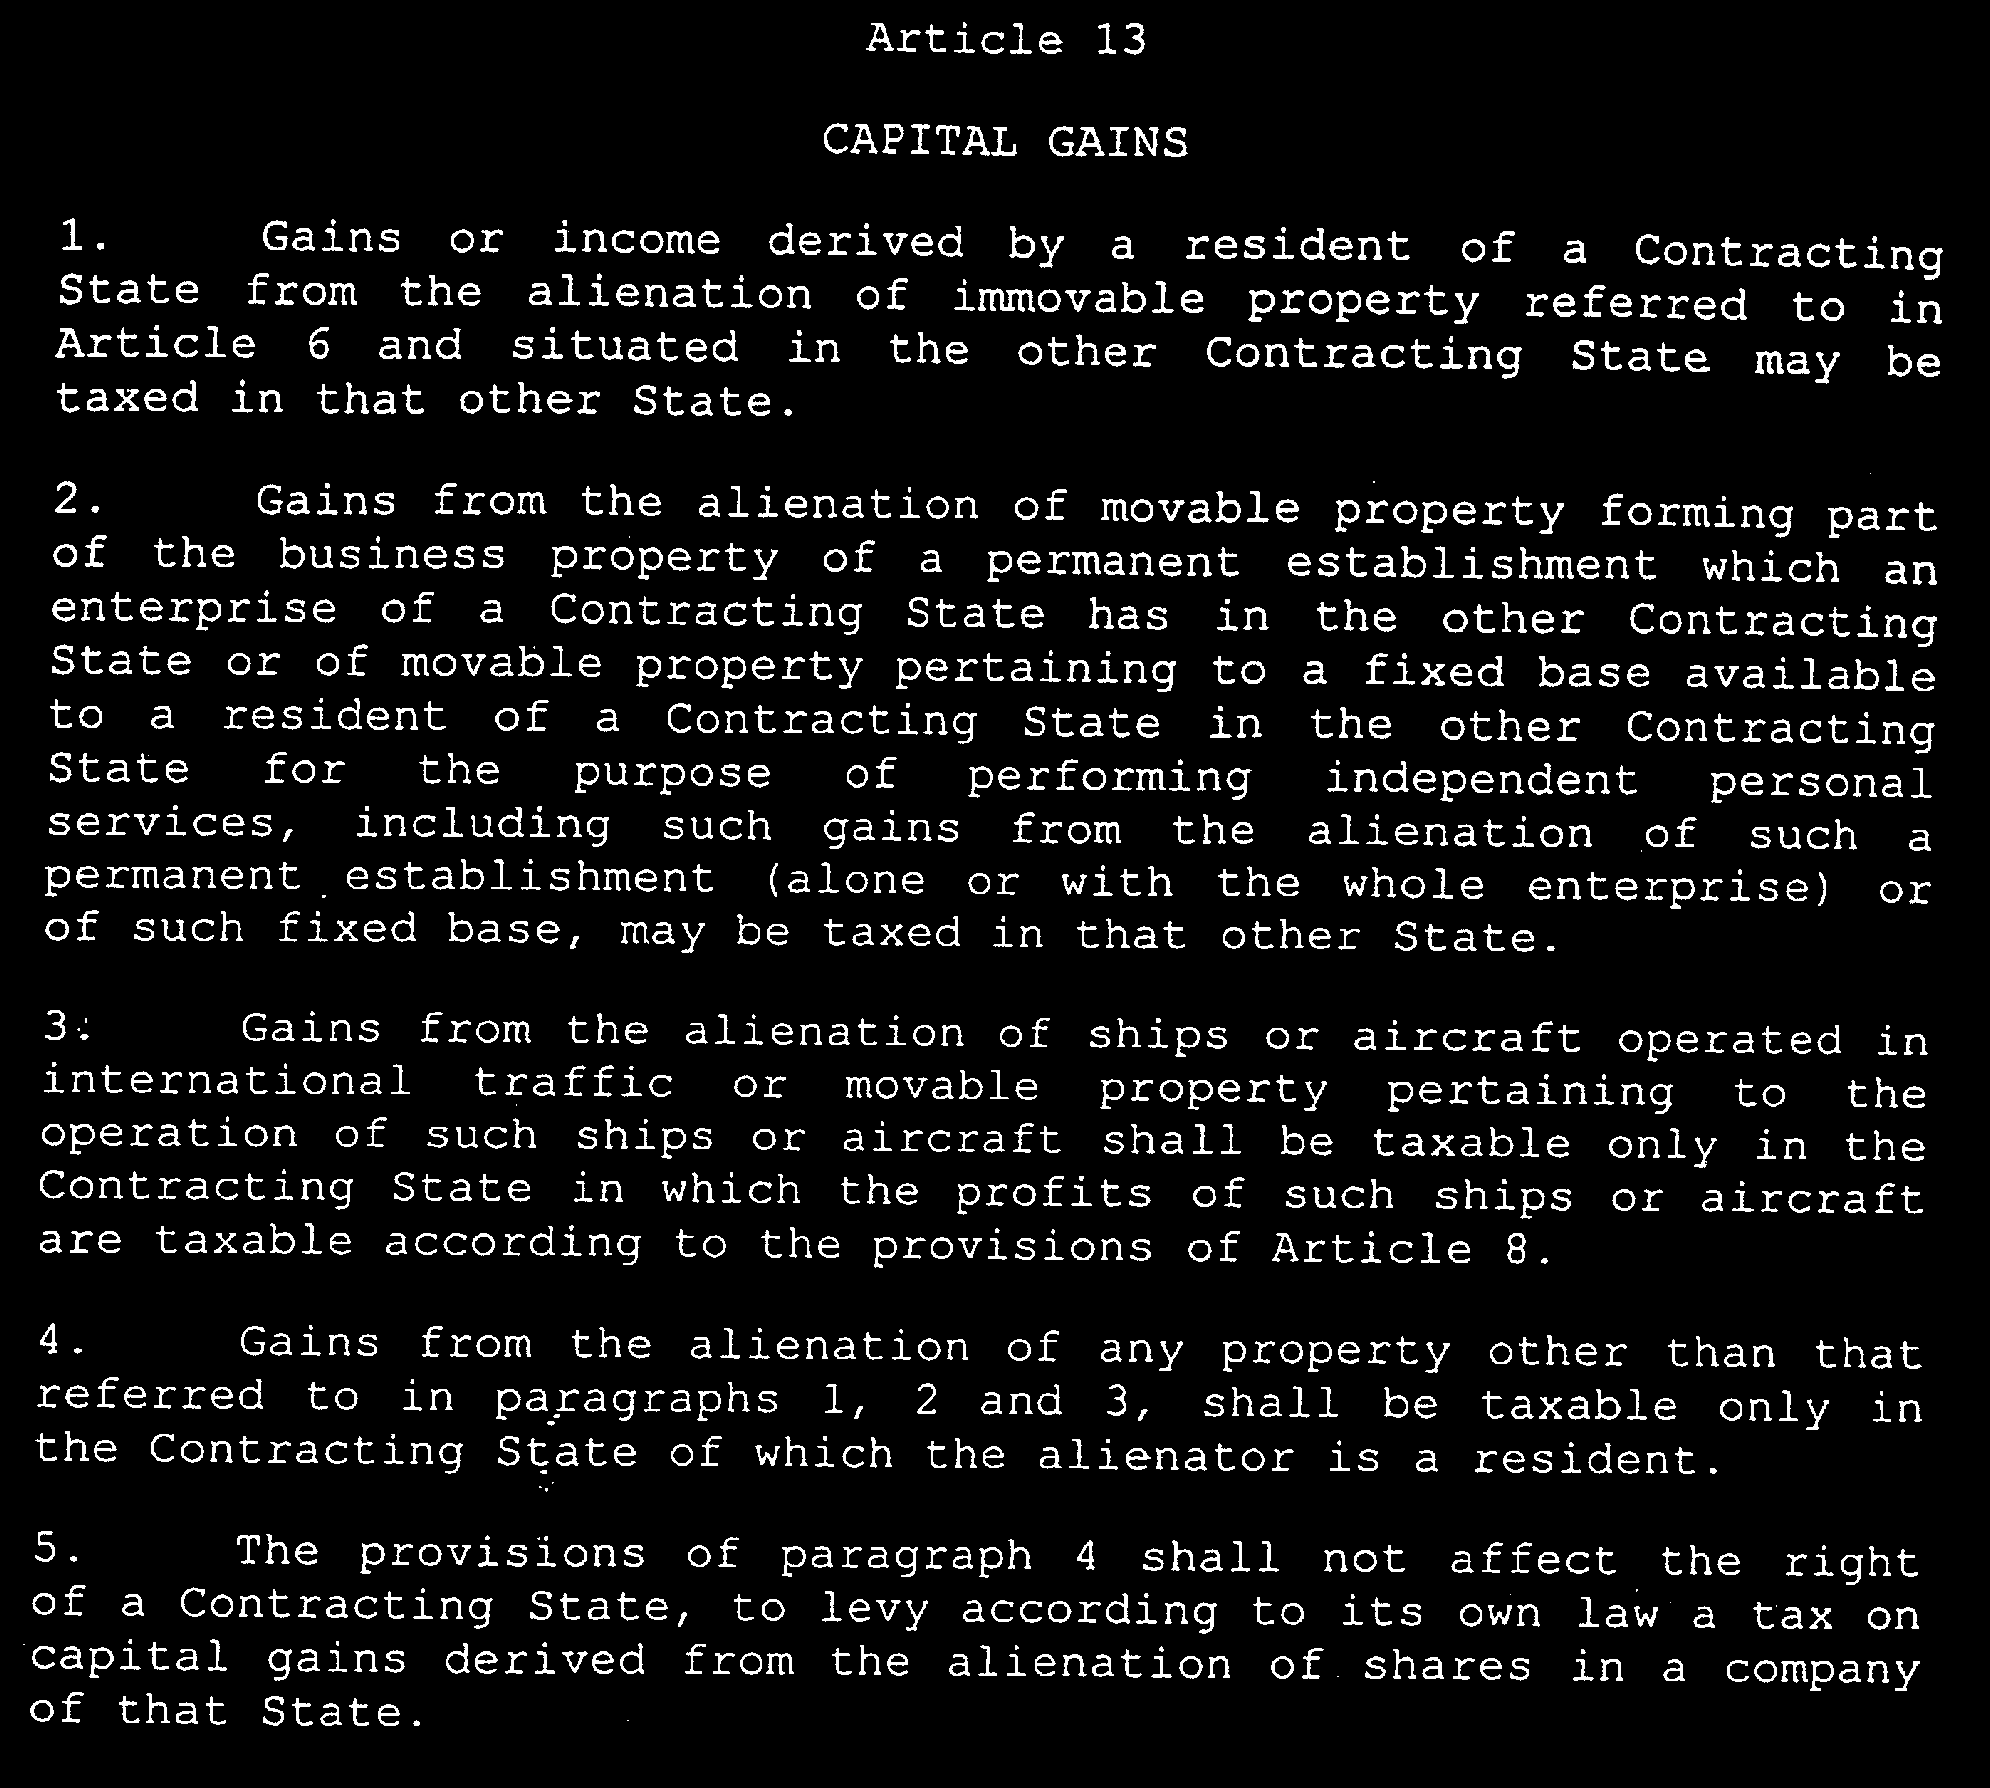 Article 13
CAPITAL GAINS
1. Gains or income derived by a resident of a Contracting
State from the alienation of immovable property referred to in
Article 6 and situated in the other Contracting State may be
taxed in that other State.
2. Gains from the alienation of movable property forming part
of the business property of a permanent establishment which an
enterprise of a Contracting State has in the other Contracting
State or of movable property pertaining to a fixed base available
to a resident of a Contracting State in the other Contracting
State for the purpose of performing independent personal
services, including such gains from the alienation of such a
permanent establishment (alone or with the whole enterprise) or
of such fixed base, may be taxed in that other State.
3. Gains from the alienation of ships or aircraft operated in
international traffic or movable property pertaining to the
operation of such ships or aircraft shall be taxable only in the
Contracting State in which the profits of such ships or aircraft
are taxable according to the provisions of Article 8.
4. Gains from the alienation of any property other than that
referred to in paragraphs 1, 2 and 3, shall be taxable only in
the Contracting State of which the alienator is a resident.
5. The provisions of paragraph 4 shall not affect the right
of a Contracting State, to levy according to its own law a tax on
capital gains derived from the alienation of shares in a company
of that State.